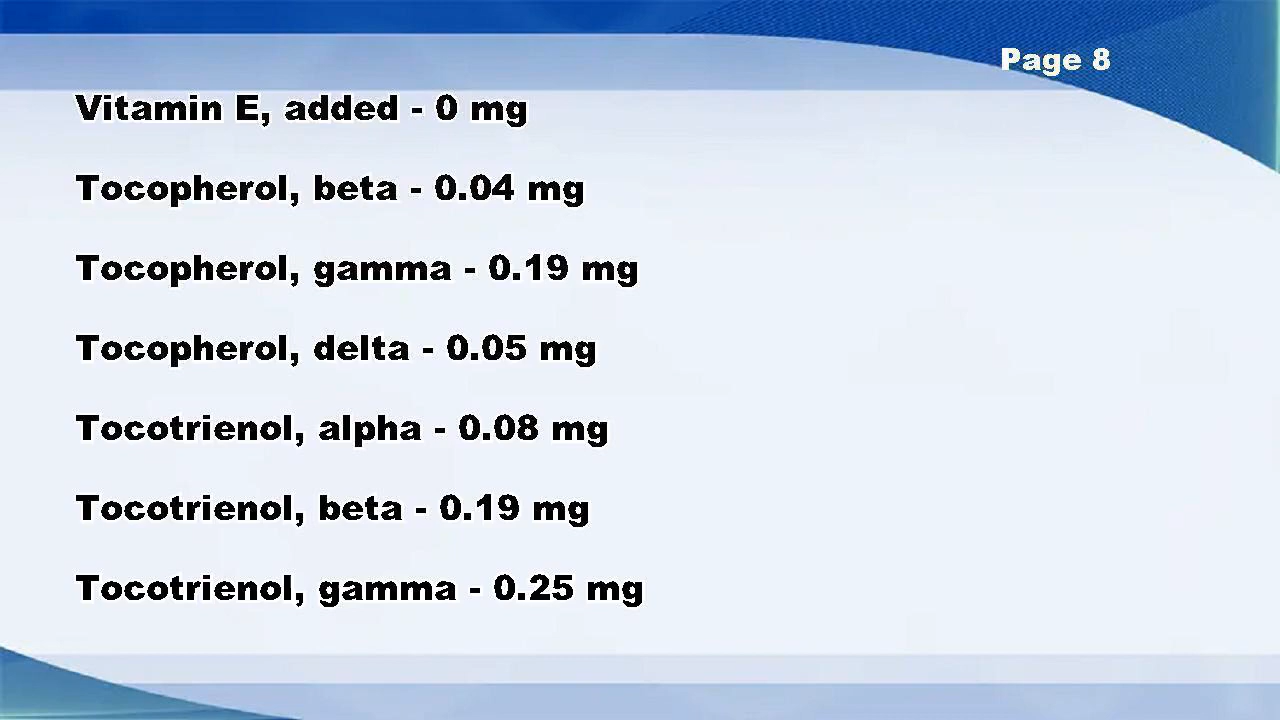 Page 8
Vitamin E, added - 0 mg
Tocopherol, beta - 0.04 mg
Tocopherol, gamma - 0.19 mg
Tocopherol, delta - 0.05 mg
Tocotrienol, alpha - 0.08 mg
Tocotrienol, beta - 0.19 mg
Tocotrienol, gamma - 0.25 mg